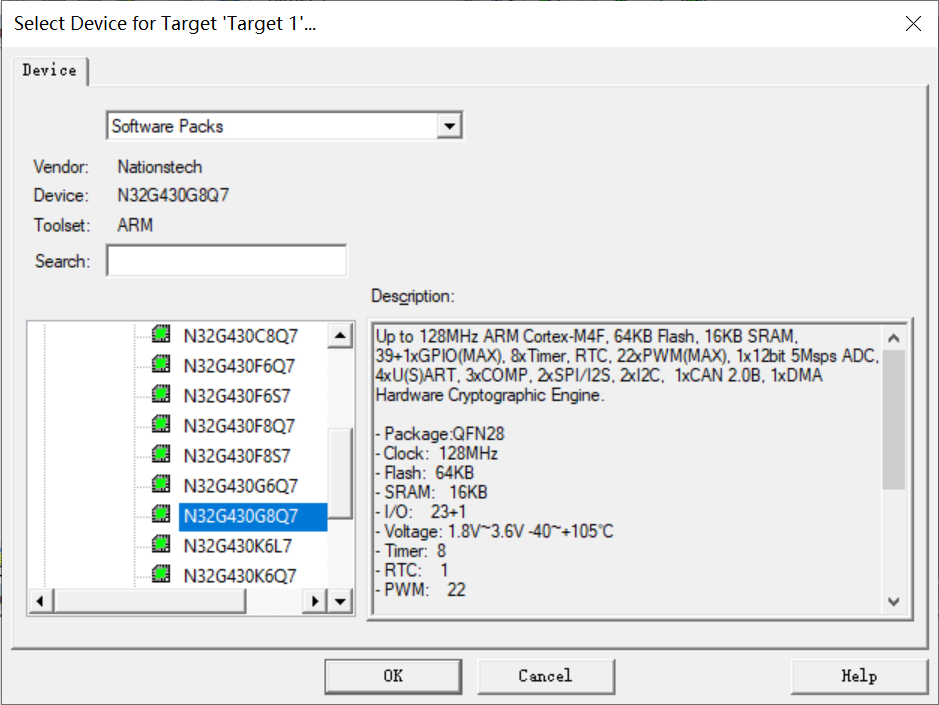 Select Device for Target 'Target 1'...
Device
Software Packs
Vendor: Nationstech
Device: N32G430G8Q7
Toolset: ARM
Search:
Description:
N32G430C8Q7
N32G430F6Q7
N32G430F6S7
N32G430F8Q7
N32G430F8S7
N32G430G6Q7
N32G430G8Q7
N32G430K6L7
N32G430K6Q7
Up to 128MHz ARM Cortex-M4F, 64KB Flash, 16KB SRAM,
39+1xGPIO(MAX), 8xTimer, RTC, 22xPWM(MAX), 1x12bit 5Msps ADC,
4xU(S)ART, 3xCOMP, 2xSPI/I2S, 2xI2C, 1xCAN 2.0B, 1xDMA
Hardware Cryptographic Engine.
- Package:QFN28
- Clock: 128MHz
- Flash: 64KB
- SRAM: 16KB
- I/O: 23+1
- Voltage: 1.8V~3.6V -40~+105℃
- Timer: 8
- RTC: 1
- PWM: 22
OK
Cancel
Help